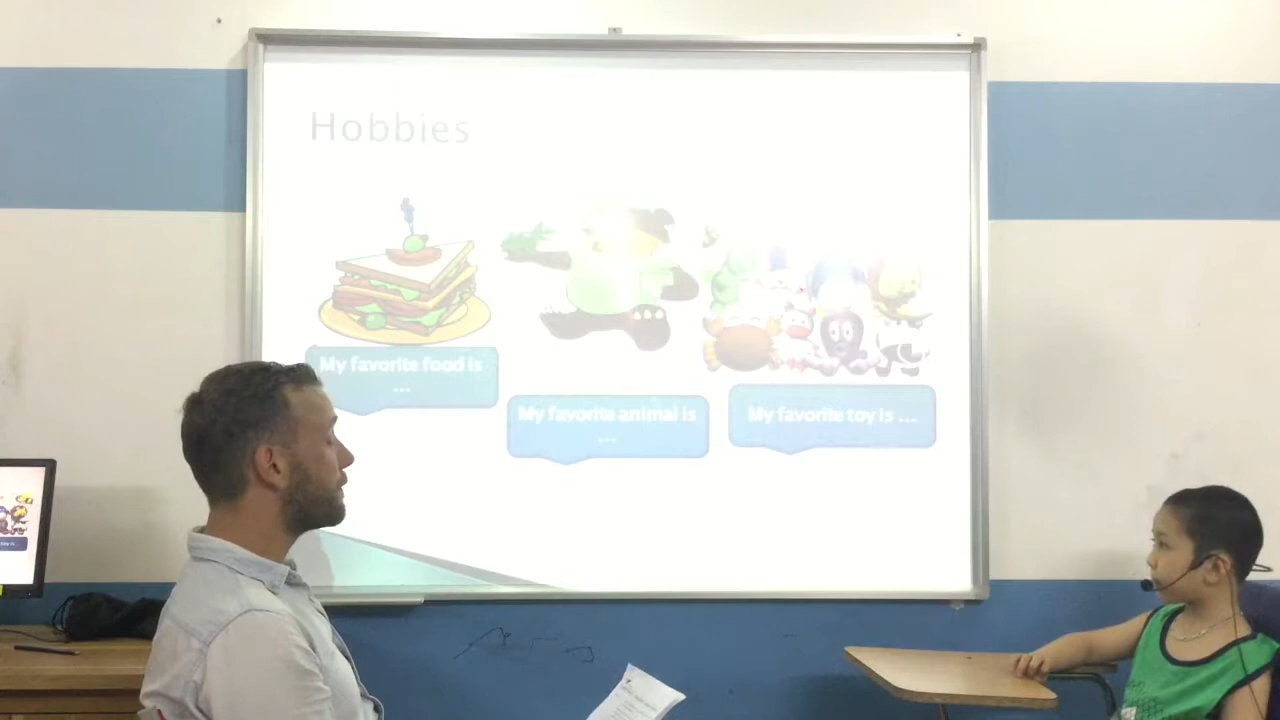 Hobbies
My favorite food is
...
My favorite animal is
...
My favorite toy is ...